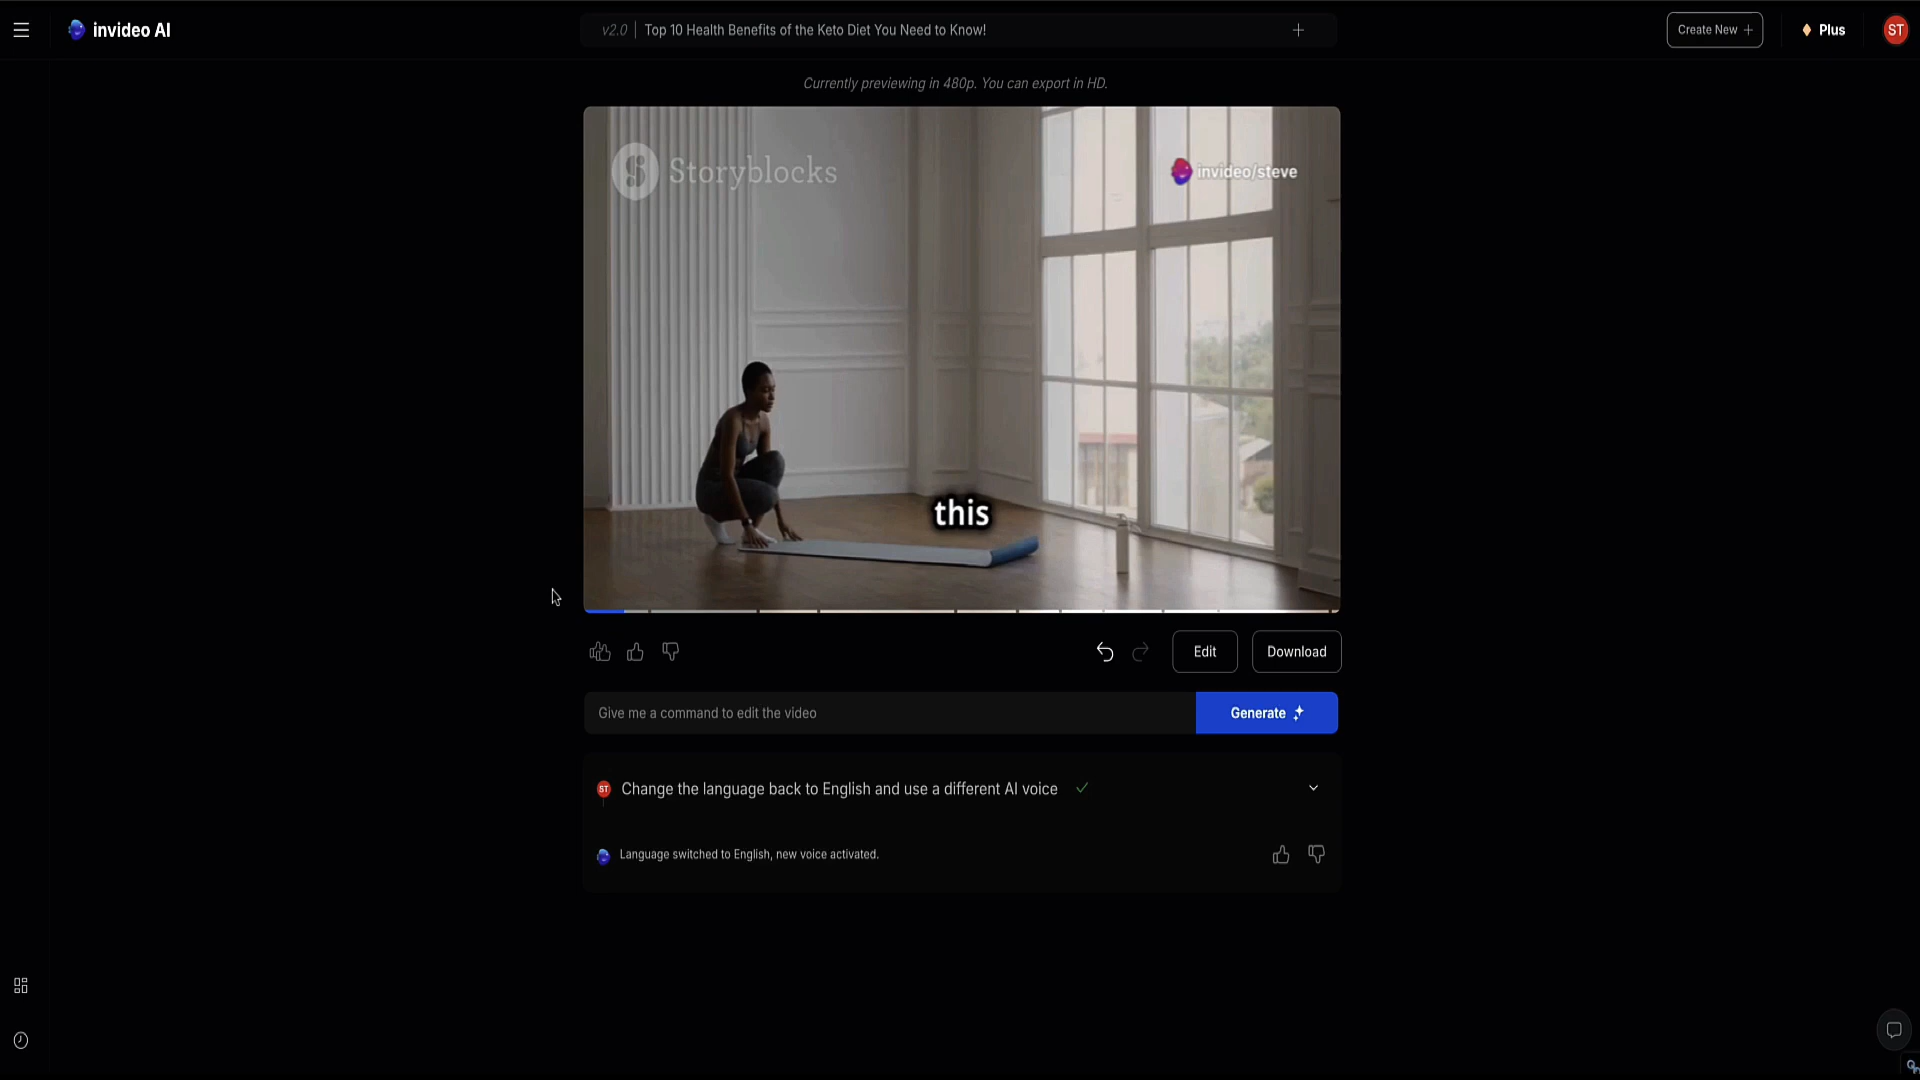 invideo AI
v2.0 | Top 10 Health Benefits of the Keto Diet You Need to Know!
Create New
Plus
ST
Currently previewing in 480p. You can export in HD.
Storyblocks
invideo/steve
this
Edit
Download
Give me a command to edit the video
Generate
ST
Change the language back to English and use a different AI voice
Language switched to English, new voice activated.